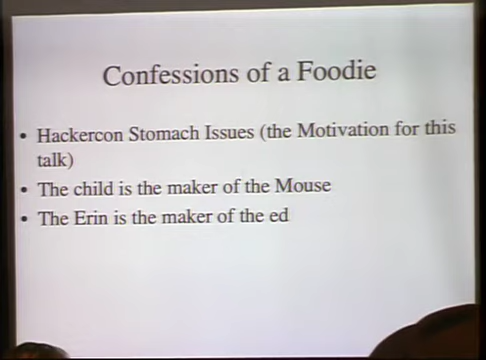 Confessions of a Foodie
• Hackercon Stomach Issues (the Motivation for this
talk)
• The child is the maker of the Mouse
• The Erin is the maker of the ed